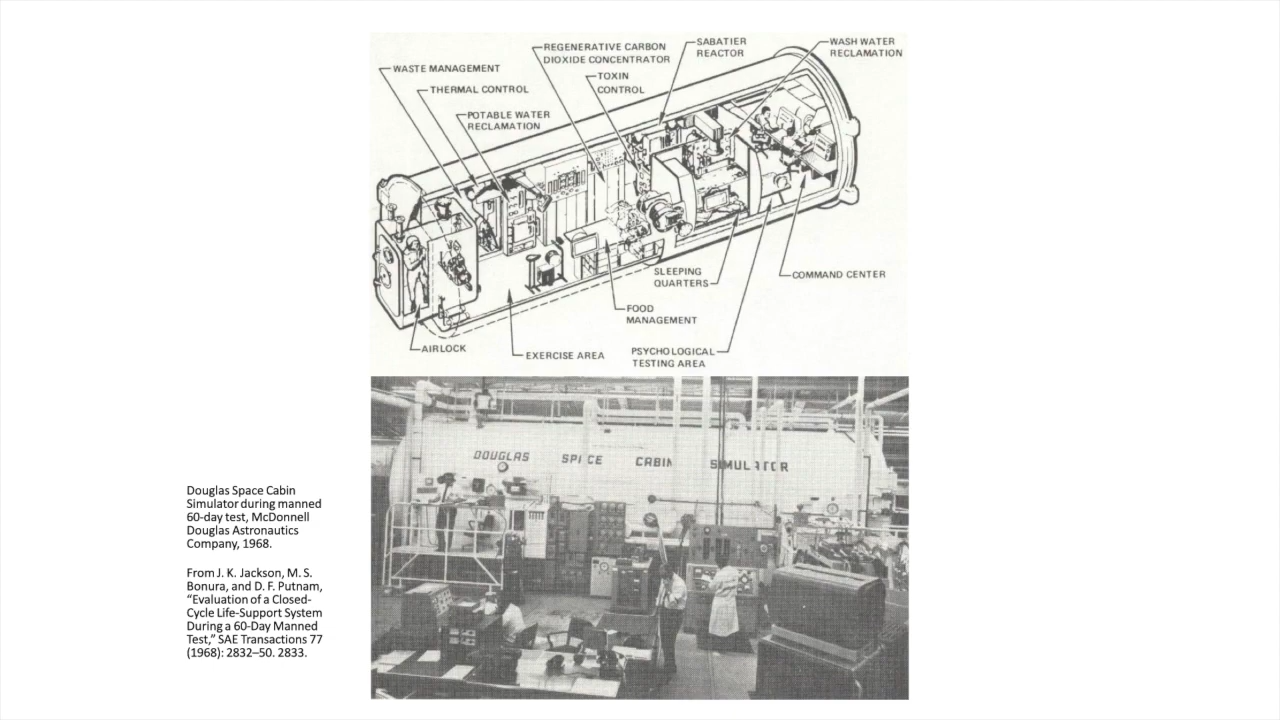 REGENERATIVE CARBON
DIOXIDE CONCENTRATOR
SABATIER
REACTOR
WASH WATER
RECLAMATION
WASTE MANAGEMENT
TOXIN
CONTROL
THERMAL CONTROL
POTABLE WATER
RECLAMATION
SLEEPING
QUARTERS
COMMAND CENTER
FOOD
MANAGEMENT
AIRLOCK
EXERCISE AREA
PSYCHOLOGICAL
TESTING AREA
DOUGLAS SPACE CABIN SIMULATOR
Douglas Space Cabin
Simulator during manned
60-day test, McDonnell
Douglas Astronautics
Company, 1968.
From J. K. Jackson, M. S.
Bonura, and D. F. Putnam,
“Evaluation of a Closed-
Cycle Life-Support System
During a 60-Day Manned
Test,” SAE Transactions 77
(1968): 2832–50. 2833.